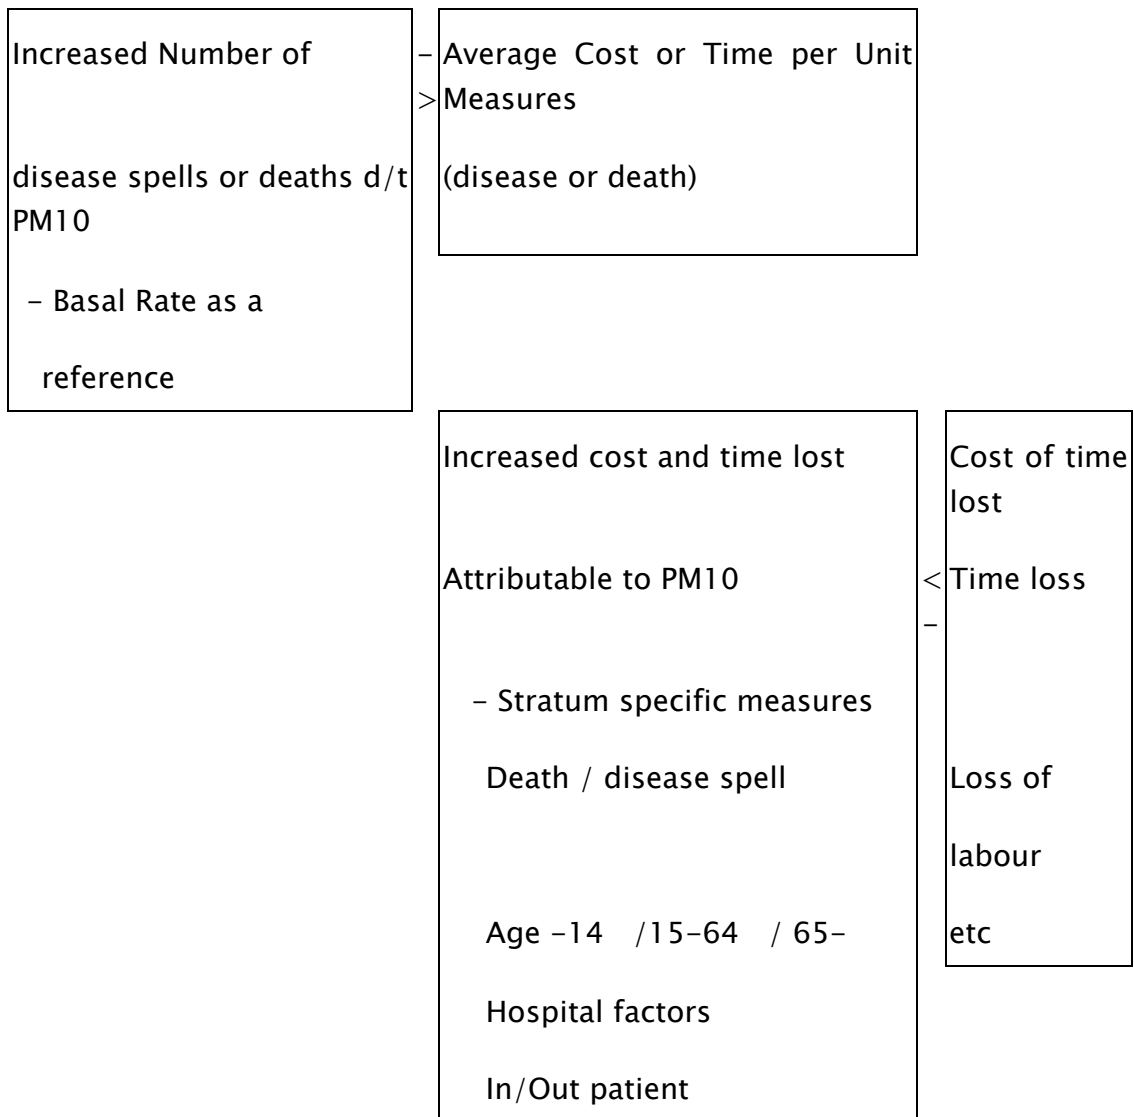 Increased Number of
disease spells or deaths d/t
PM10
- Basal Rate as a
reference
-
>
Average Cost or Time per Unit
Measures
(disease or death)
Increased cost and time lost
Attributable to PM10
- Stratum specific measures
Death / disease spell
Age -14 /15-64 / 65-
Hospital factors
In/Out patient
<
-
Cost of time
lost
Time loss
Loss of
labour
etc